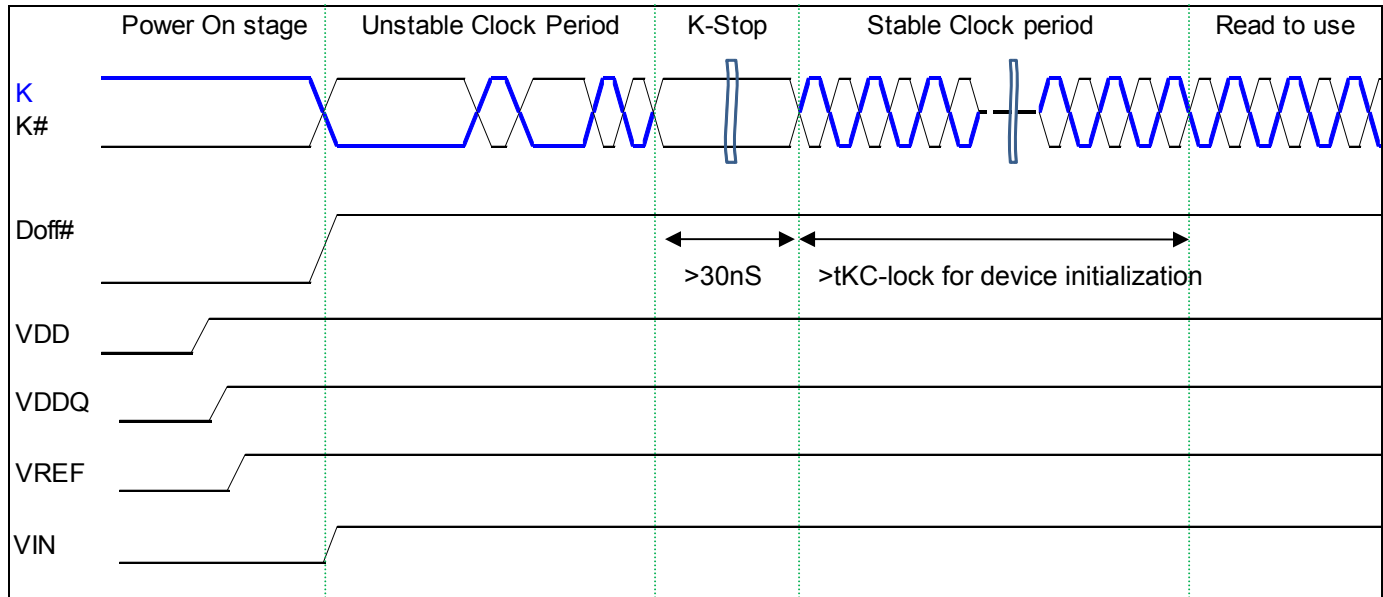 Power On stage Unstable Clock Period K-Stop Stable Clock period Read to use
K
K#
Doff#
>30nS >tKC-lock for device initialization
VDD
VDDQ
VREF
VIN